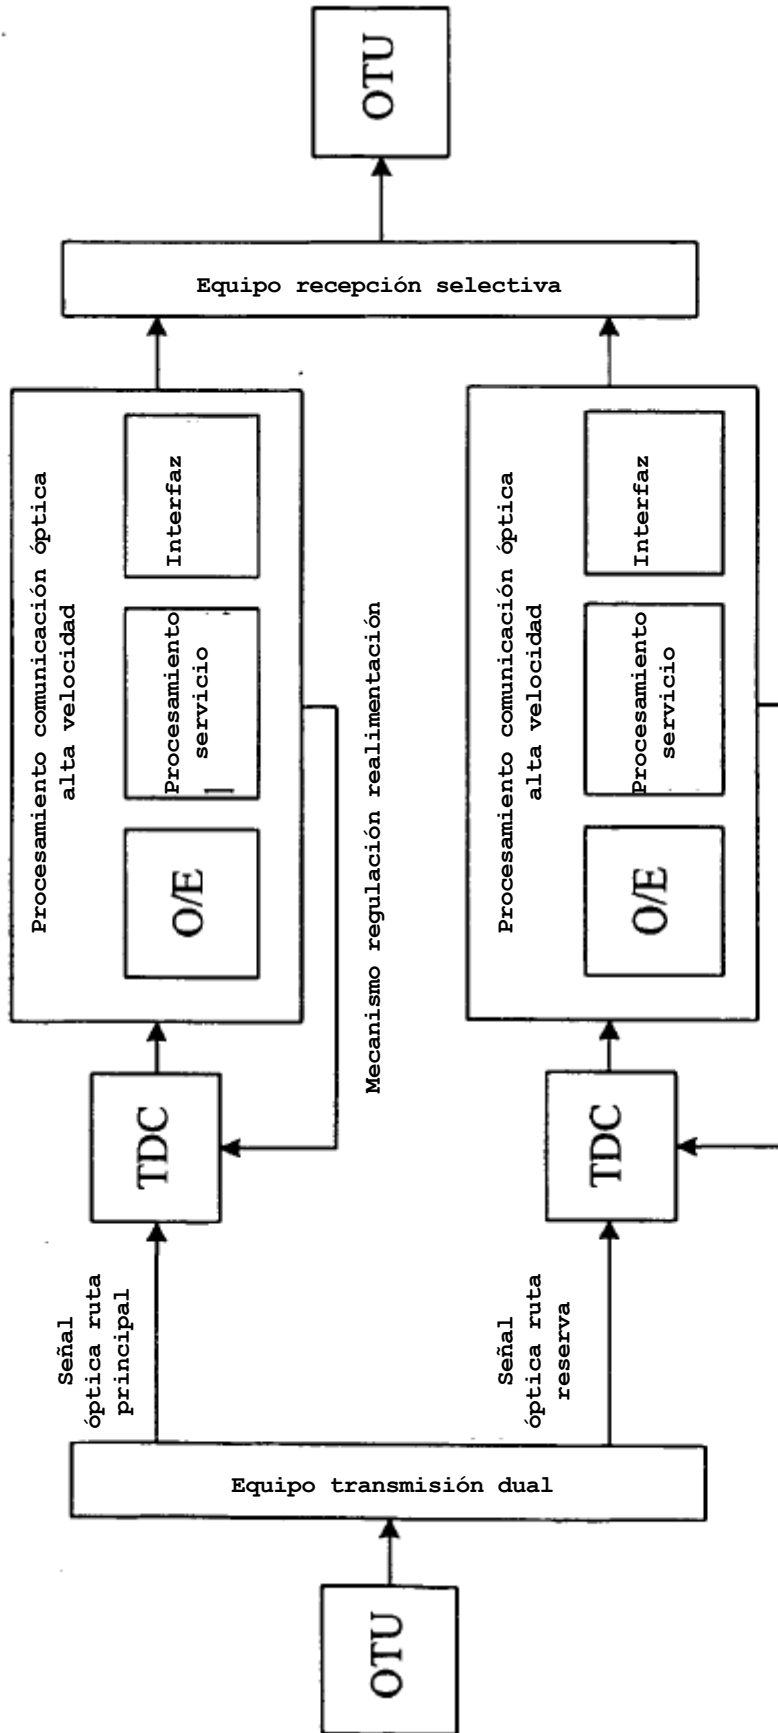 OTU
Equipo recepción selectiva
Procesamiento comunicación óptica
alta velocidad
O/E
Procesamiento
servicio
Interfaz
Mecanismo regulación realimentación
Procesamiento comunicación óptica
alta velocidad
O/E
Procesamiento
servicio
Interfaz
TDC
TDC
Señal
óptica ruta
principal
Señal
óptica ruta
reserva
Equipo transmisión dual
OTU